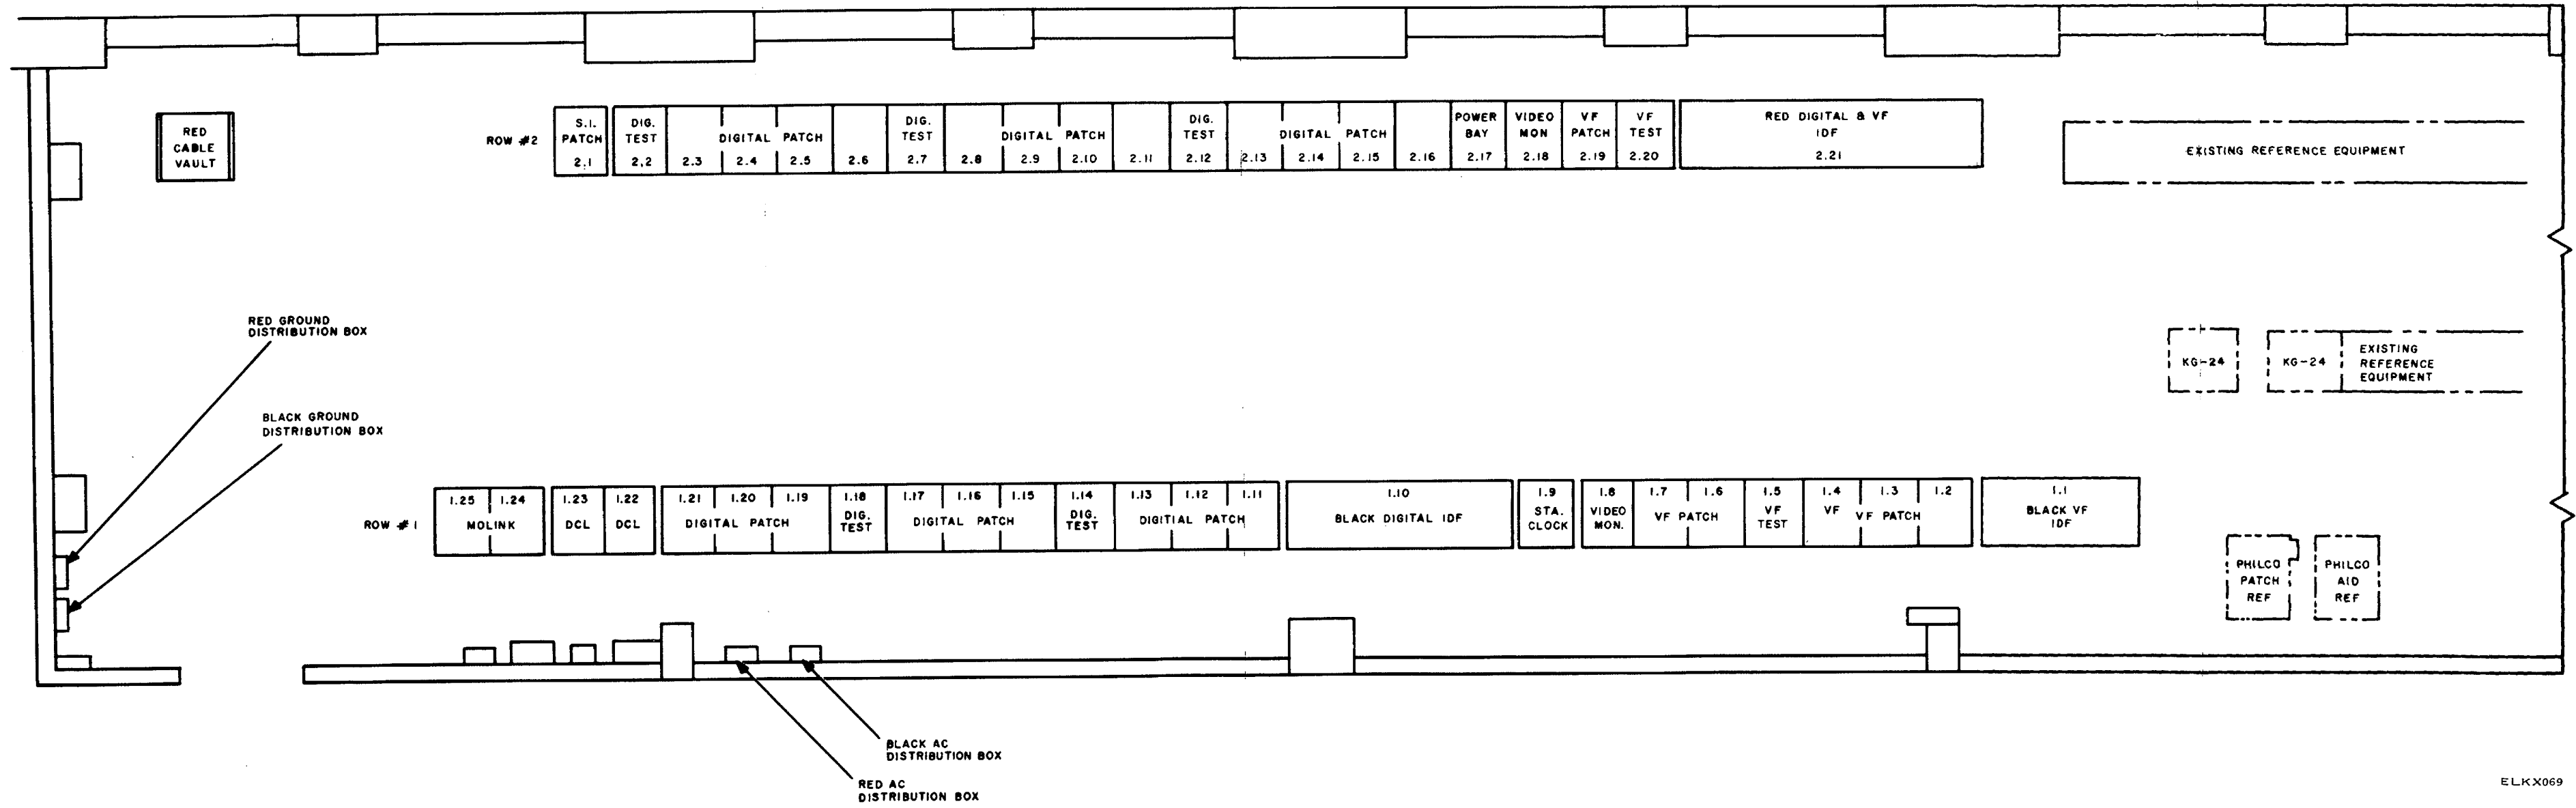 RED
CABLE
VAULT
ROW #2
S.I.
PATCH
2.1
DIG.
TEST
2.2
DIGITAL PATCH
2.3 2.4 2.5 2.6
DIG.
TEST
2.7
DIGITAL PATCH
2.8 2.9 2.10 2.11
DIG.
TEST
2.12
DIGITAL PATCH
2.13 2.14 2.15 2.16
POWER
BAY
2.17
VIDEO
MON
2.18
VF
PATCH
2.19
VF
TEST
2.20
RED DIGITAL & VF
IDF
2.21
EXISTING REFERENCE EQUIPMENT
RED GROUND
DISTRIBUTION BOX
BLACK GROUND
DISTRIBUTION BOX
KG-24
KG-24
EXISTING
REFERENCE
EQUIPMENT
ROW #1
1.25 1.24
MOLINK
1.23
DCL
1.22
DCL
1.21 1.20 1.19
DIGITAL PATCH
1.18
DIG.
TEST
1.17 1.16 1.15
DIGITAL PATCH
1.14
DIG.
TEST
1.13 1.12 1.11
DIGITIAL PATCH
1.10
BLACK DIGITAL IDF
1.9
STA.
CLOCK
1.8
VIDEO
MON.
1.7 1.6
VF PATCH
1.5
VF
TEST
1.4 1.3 1.2
VF VF PATCH
1.1
BLACK VF
IDF
PHILCO
PATCH
REF
PHILCO
AID
REF
BLACK AC
DISTRIBUTION BOX
RED AC
DISTRIBUTION BOX
ELKX069